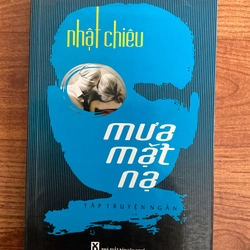 nhật chiêu
mưa
mặt
nạ
TẬP TRUYỆN NGẮN